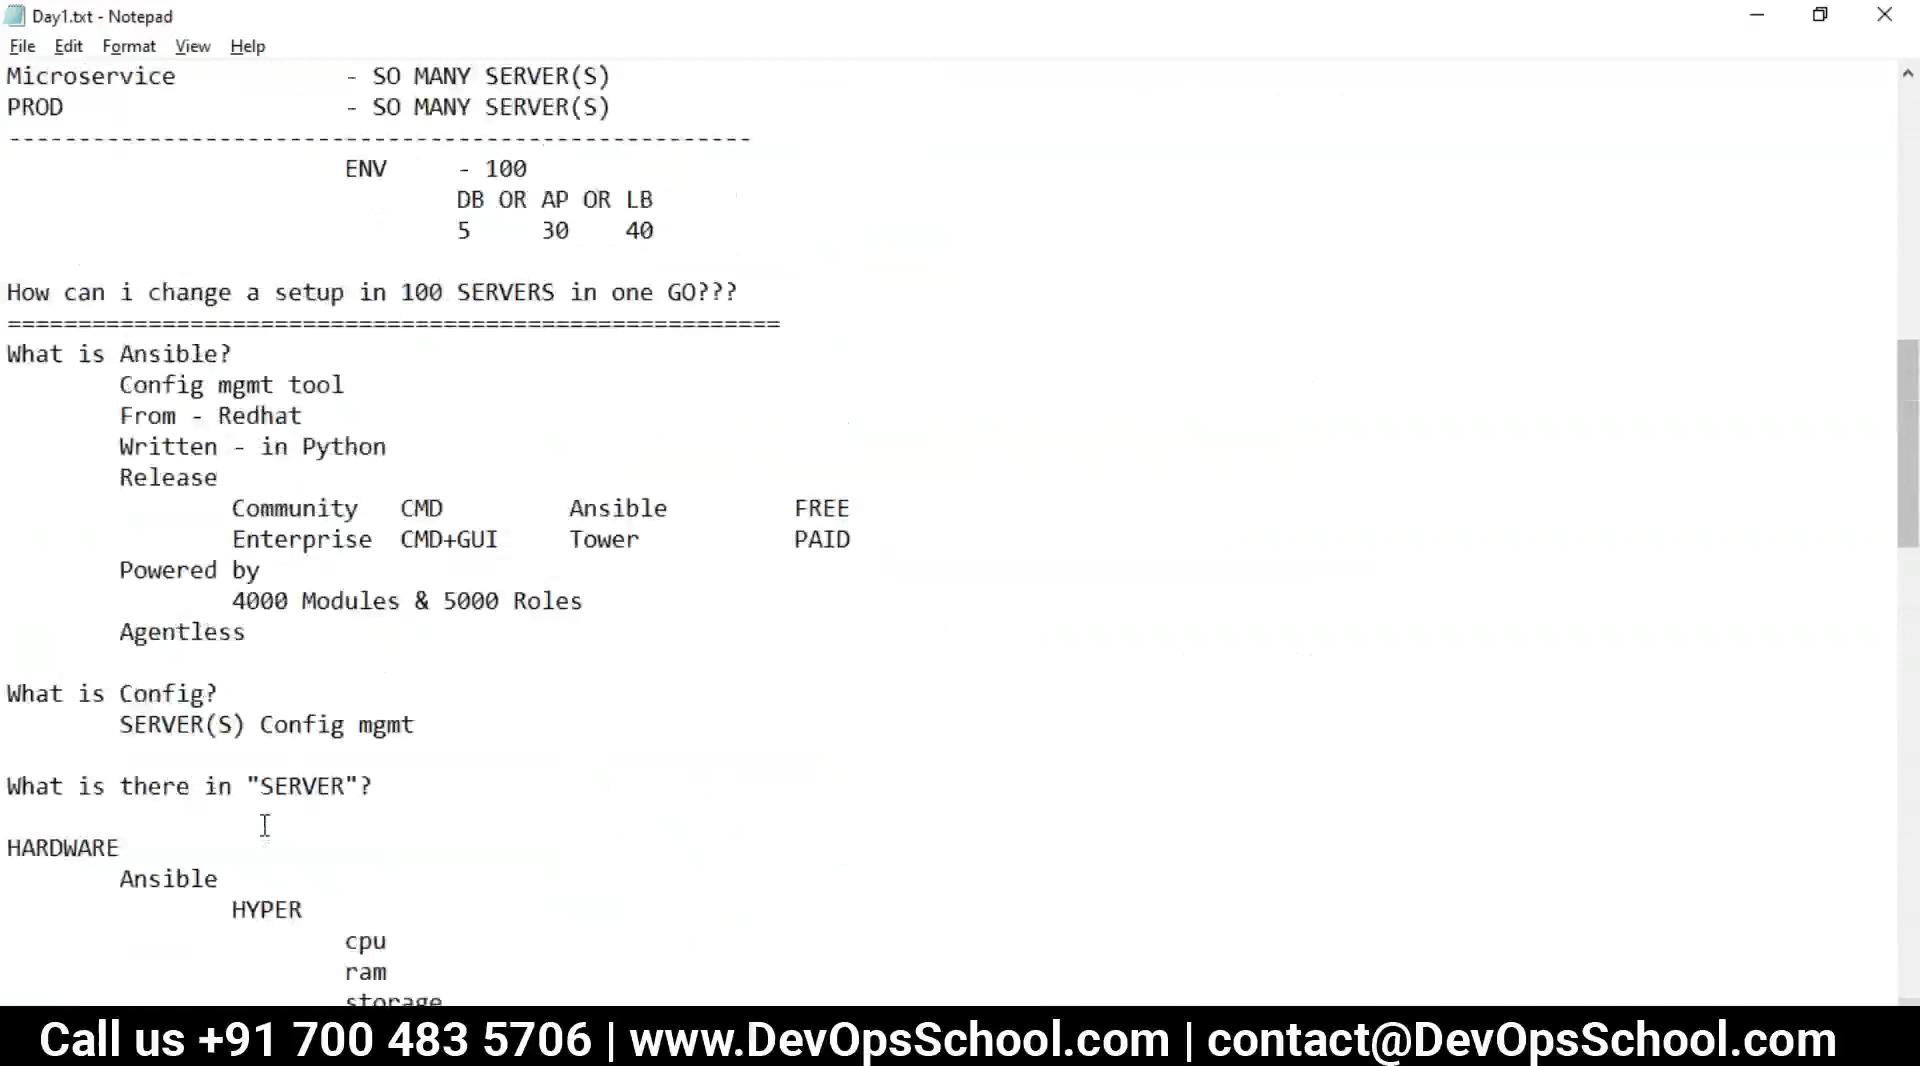 Day1.txt - Notepad
File Edit Format View Help
Microservice - SO MANY SERVER(S)
PROD - SO MANY SERVER(S)
-----------------------------------------------------
ENV - 100
DB OR AP OR LB
5 30 40
How can i change a setup in 100 SERVERS in one GO???
=======================================================
What is Ansible?
Config mgmt tool
From - Redhat
Written - in Python
Release
Community CMD Ansible FREE
Enterprise CMD+GUI Tower PAID
Powered by
4000 Modules & 5000 Roles
Agentless
What is Config?
SERVER(S) Config mgmt
What is there in "SERVER"?
HARDWARE
Ansible
HYPER
cpu
ram
storage
Call us +91 700 483 5706 | www.DevOpsSchool.com | contact@DevOpsSchool.com